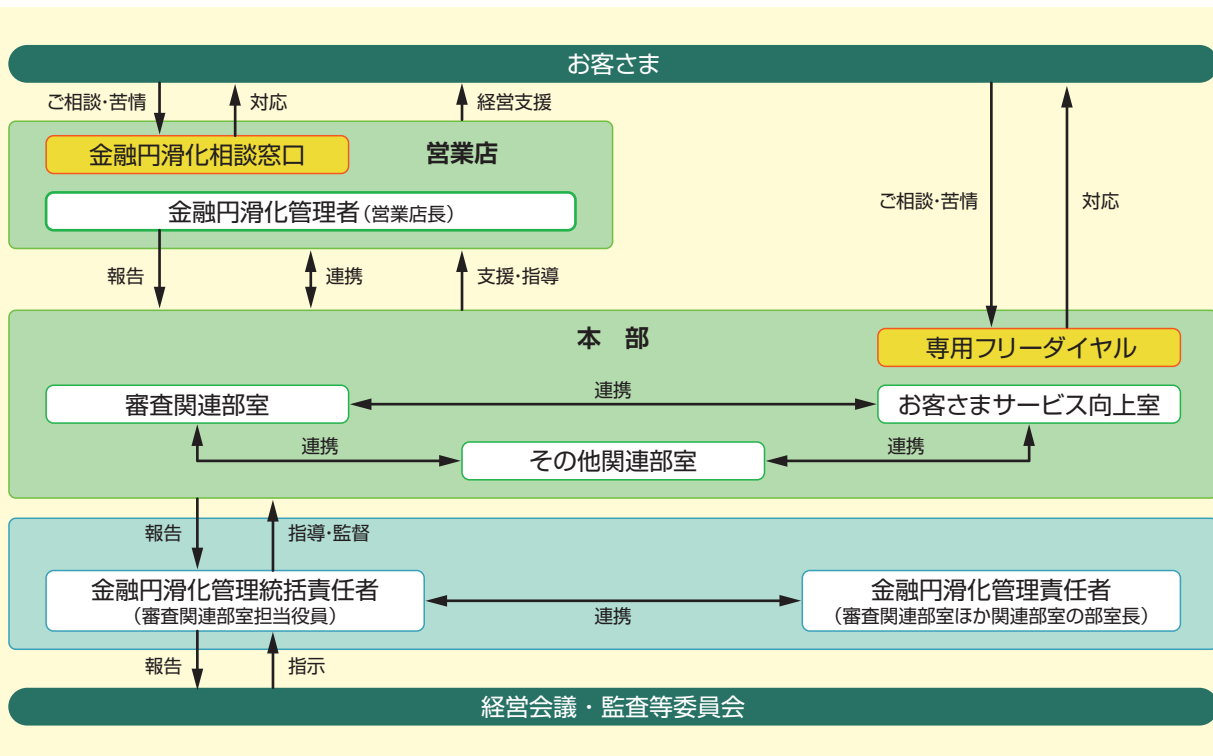 お客さま
ご相談・苦情
対応
経営支援
金融円滑化相談窓口
営業店
金融円滑化管理者(営業店長)
ご相談・苦情
対応
報告
連携
支援・指導
本 部
専用フリーダイヤル
審査関連部室
連携
お客さまサービス向上室
連携
その他関連部室
連携
報告
指導・監督
金融円滑化管理統括責任者
(審査関連部室担当役員)
連携
金融円滑化管理責任者
(審査関連部室ほか関連部室の部室長)
報告
指示
経営会議・監査等委員会